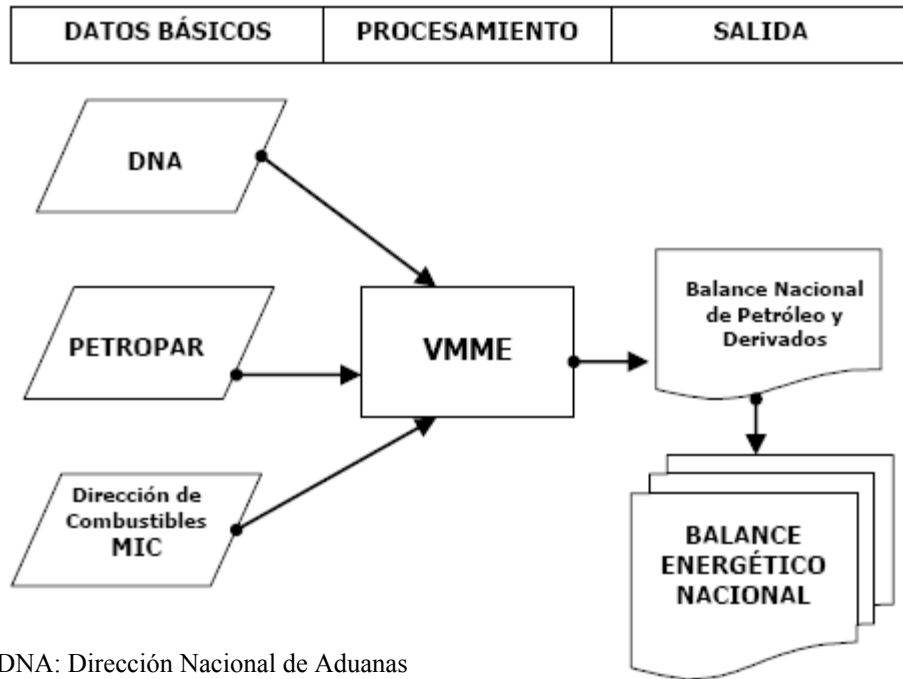 DATOS BÁSICOS
PROCESAMIENTO
SALIDA
DNA
PETROPAR
Dirección de
Combustibles
MIC
VMME
Balance Nacional
de Petróleo y
Derivados
BALANCE
ENERGÉTICO
NACIONAL
DNA: Dirección Nacional de Aduanas